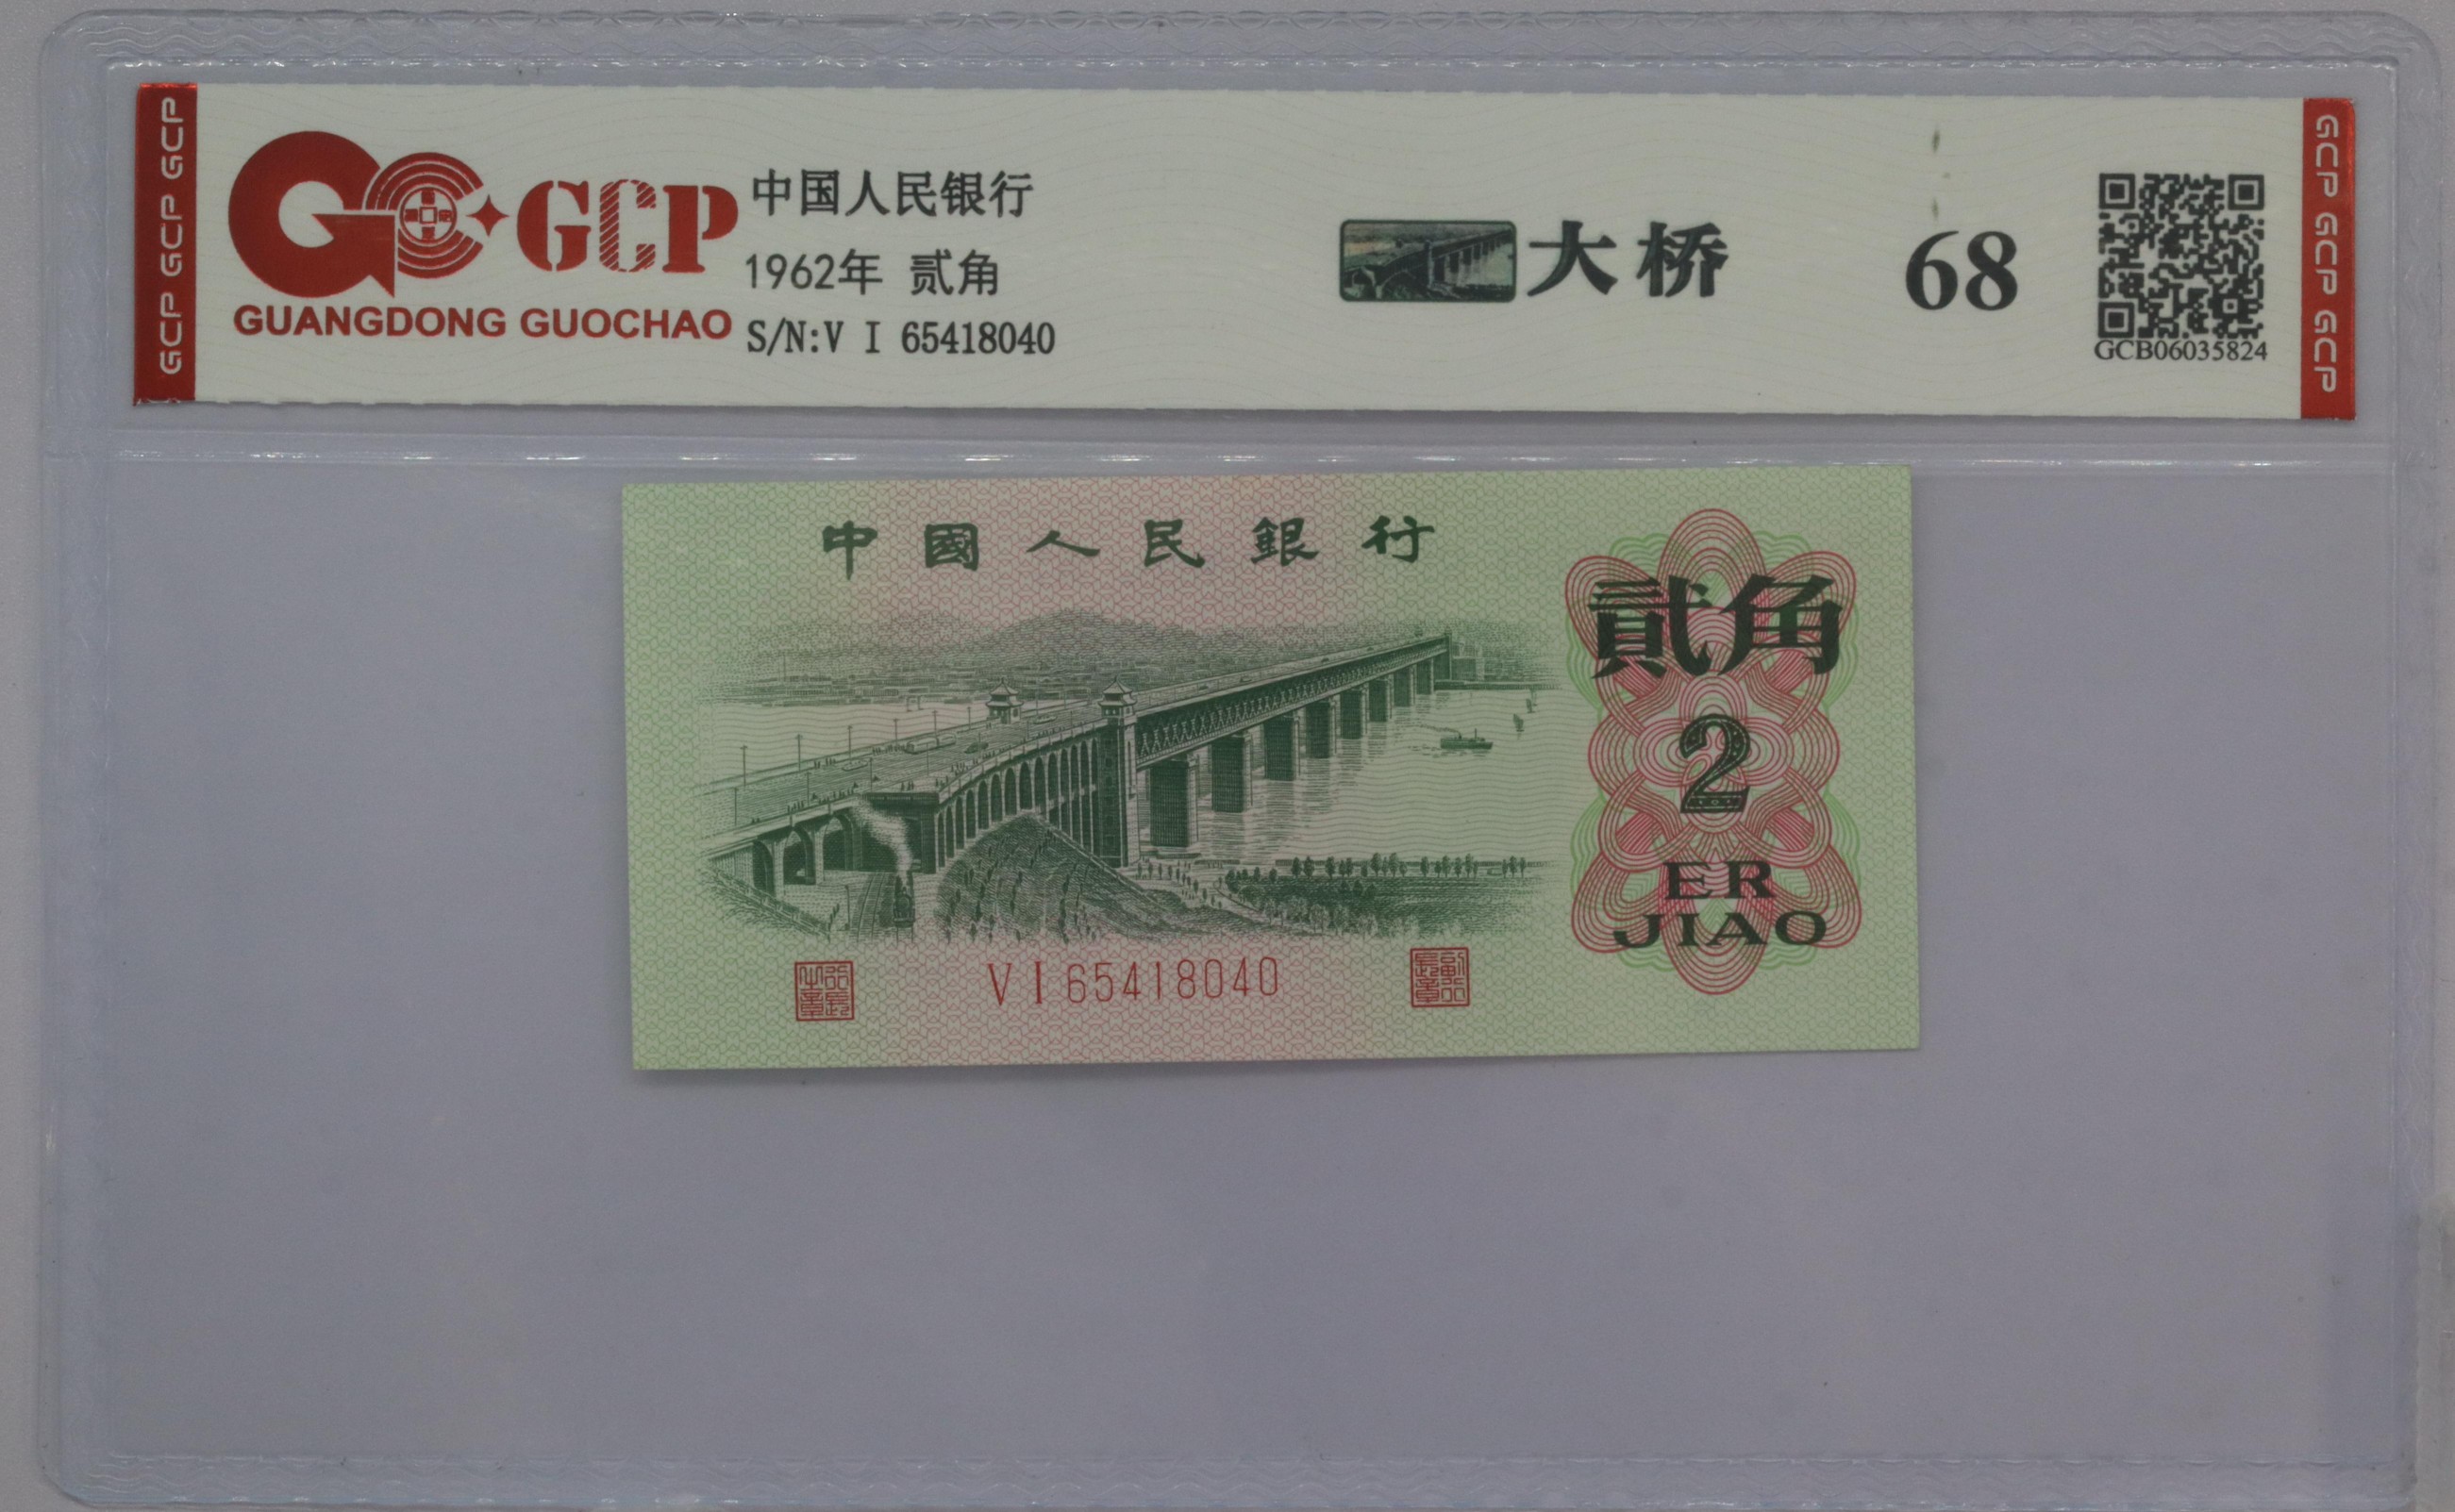 GCP GCP GCP
GCP
GUANGDONG GUOCHAO
中国人民银行
1962年 贰角
S/N:V I 65418040
大桥
68
GCB06035824
GCP GCP GCP
中國人民銀行
貳角
2
ER
JIAO
V I 65418040